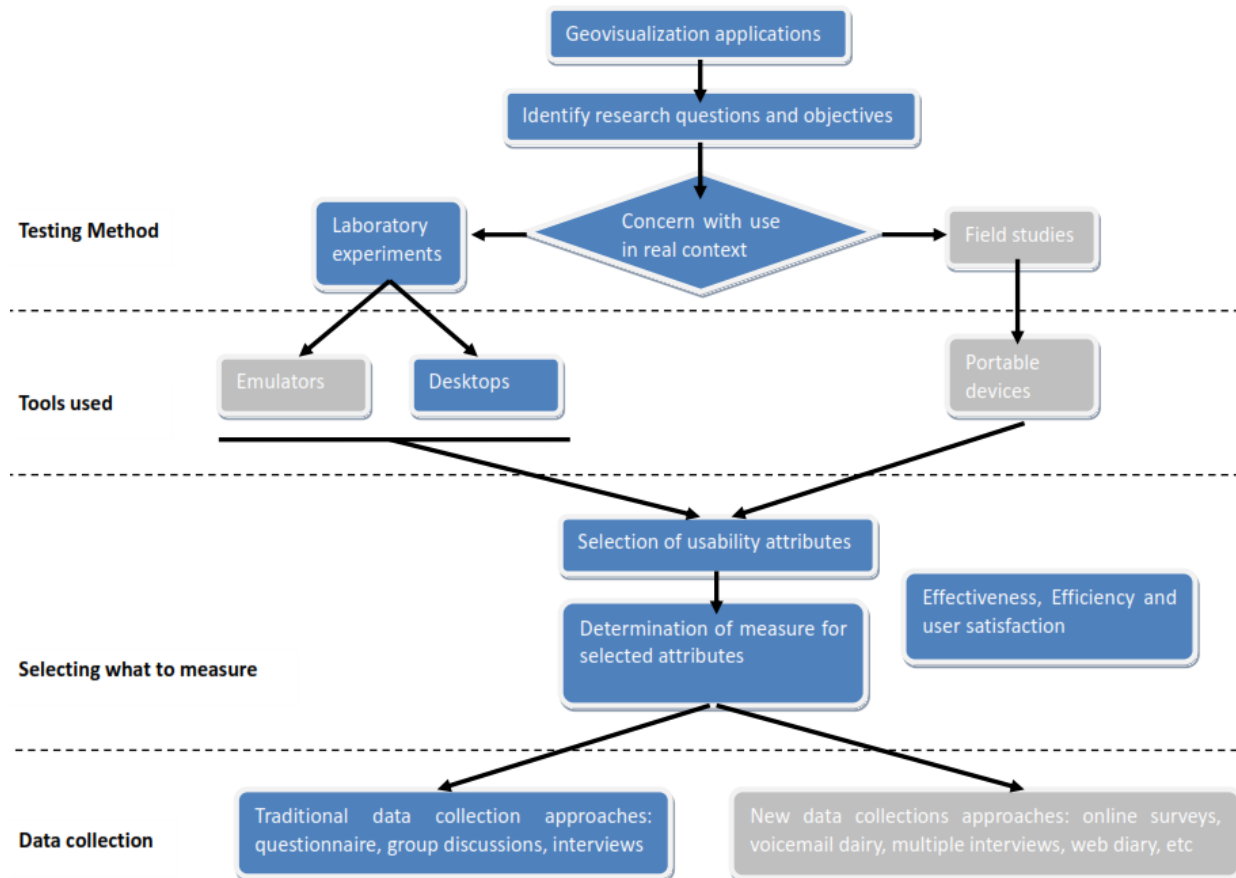 Geovisualization applications
Identify research questions and objectives
Testing Method
Laboratory
experiments
Concern with use
in real context
Field studies
Tools used
Emulators
Desktops
Portable
devices
Selection of usability attributes
Selecting what to measure
Determination of measure for
selected attributes
Effectiveness, Efficiency and
user satisfaction
Data collection
Traditional data collection approaches:
questionnaire, group discussions, interviews
New data collections approaches: online surveys,
voicemail dairy, multiple interviews, web diary, etc